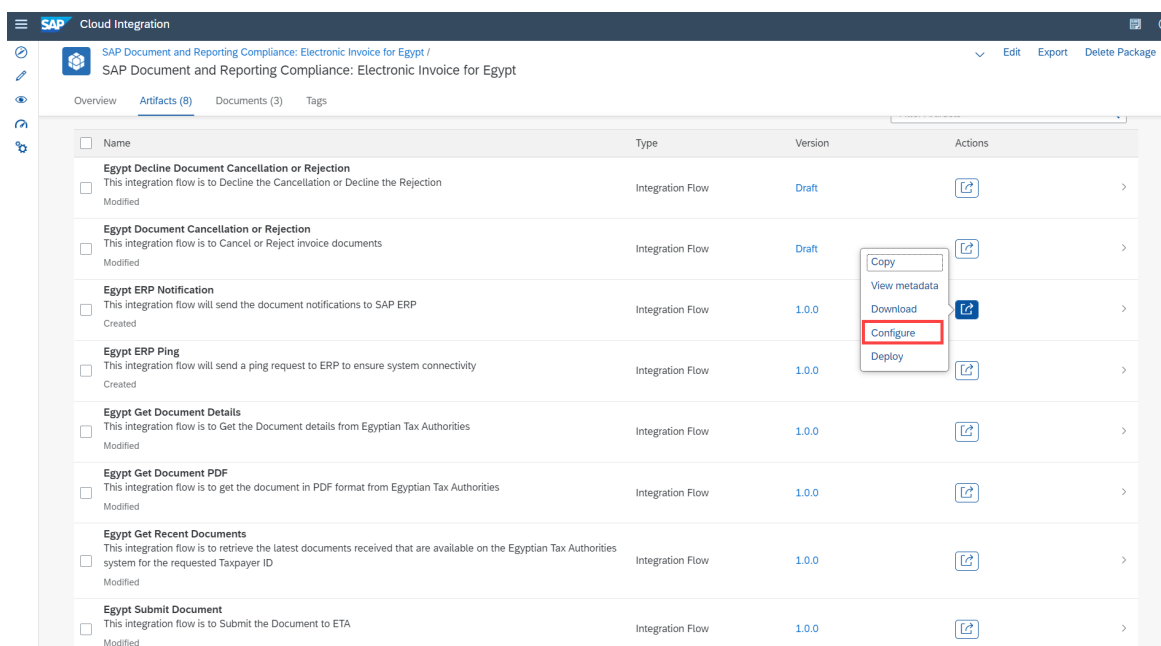 SAP Cloud Integration
SAP Document and Reporting Compliance: Electronic Invoice for Egypt /
Edit Export Delete Package
SAP Document and Reporting Compliance: Electronic Invoice for Egypt
Overview Artifacts (8) Documents (3) Tags
Name Type Version Actions
Egypt Decline Document Cancellation or Rejection
This integration flow is to Decline the Cancellation or Decline the Rejection
Integration Flow Draft
Modified
Egypt Document Cancellation or Rejection
This integration flow is to Cancel or Reject invoice documents
Integration Flow Draft
Modified
Copy
View metadata
Download
Configure
Deploy
Egypt ERP Notification
This integration flow will send the document notifications to SAP ERP
Integration Flow 1.0.0
Created
Egypt ERP Ping
This integration flow will send a ping request to ERP to ensure system connectivity
Integration Flow 1.0.0
Created
Egypt Get Document Details
This integration flow is to Get the Document details from Egyptian Tax Authorities
Integration Flow 1.0.0
Modified
Egypt Get Document PDF
This integration flow is to get the document in PDF format from Egyptian Tax Authorities
Integration Flow 1.0.0
Modified
Egypt Get Recent Documents
This integration flow is to retrieve the latest documents received that are available on the Egyptian Tax Authorities
system for the requested Taxpayer ID
Integration Flow 1.0.0
Modified
Egypt Submit Document
This integration flow is to Submit the Document to ETA
Integration Flow 1.0.0
Modified